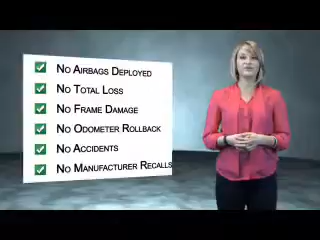 No Airbags Deployed
No Total Loss
No Frame Damage
No Odometer Rollback
No Accidents
No Manufacturer Recalls